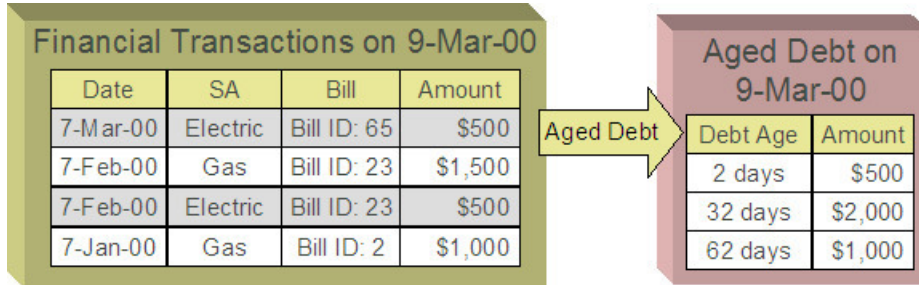 Financial Transactions on 9-Mar-00
Date SA Bill Amount
7-Mar-00 Electric Bill ID: 65 $500
7-Feb-00 Gas Bill ID: 23 $1,500
7-Feb-00 Electric Bill ID: 23 $500
7-Jan-00 Gas Bill ID: 2 $1,000
Aged Debt
Aged Debt on
9-Mar-00
Debt Age Amount
2 days $500
32 days $2,000
62 days $1,000